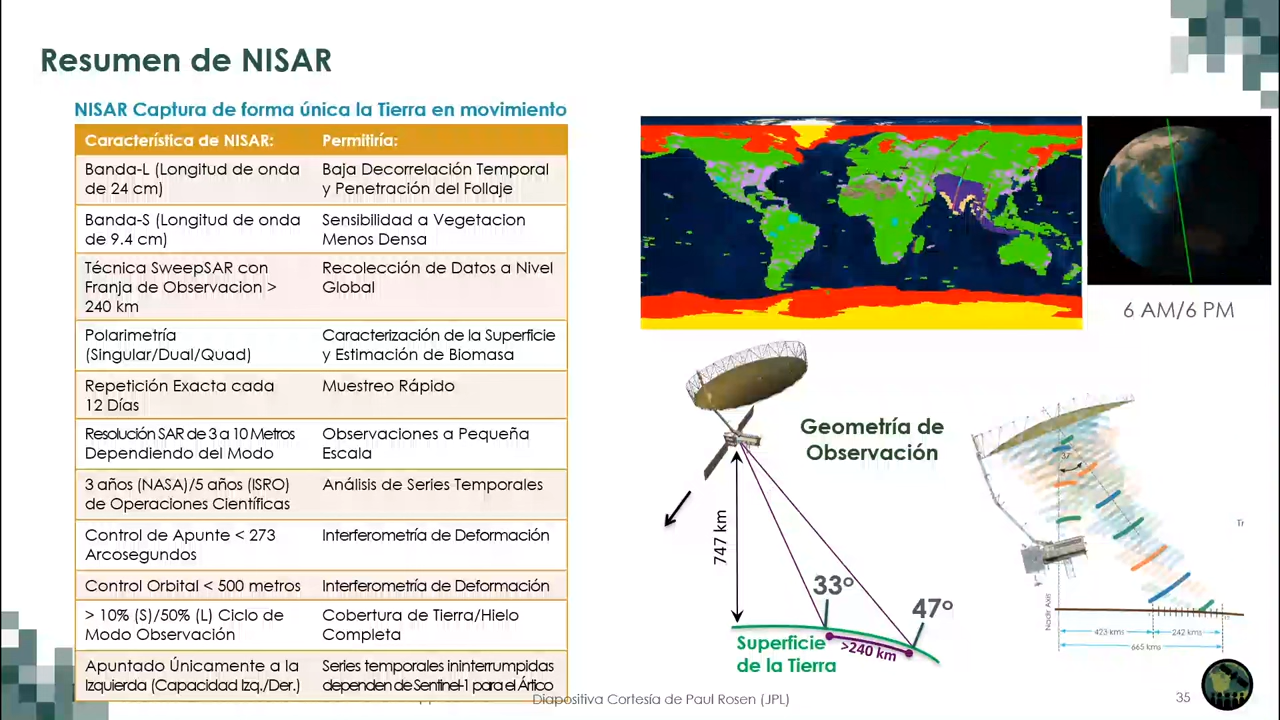 Resumen de NISAR
NISAR Captura de forma única la Tierra en movimiento
Característica de NISAR:
Permitiría:
Banda-L (Longitud de onda
de 24 cm)
Baja Decorrelación Temporal
y Penetración del Follaje
Banda-S (Longitud de onda
de 9.4 cm)
Sensibilidad a Vegetacion
Menos Densa
Técnica SweepSAR con
Franja de Observacion >
240 km
Recolección de Datos a Nivel
Global
Polarimetría
(Singular/Dual/Quad)
Caracterización de la Superficie
y Estimación de Biomasa
Repetición Exacta cada
12 Días
Muestreo Rápido
Resolución SAR de 3 a 10 Metros
Dependiendo del Modo
Observaciones a Pequeña
Escala
3 años (NASA)/5 años (ISRO)
de Operaciones Científicas
Análisis de Series Temporales
Control de Apunte < 273
Arcosegundos
Interferometría de Deformación
Control Orbital < 500 metros
Interferometría de Deformación
> 10% (S)/50% (L) Ciclo de
Modo Observación
Cobertura de Tierra/Hielo
Completa
Apuntado Únicamente a la
Izquierda (Capacidad Izq./Der.)
Series temporales ininterrumpidas
dependen de Sentinel-1 para el Ártico
6 AM/6 PM
Geometría de
Observación
747 km
33°
47°
>240 km
Superficie
de la Tierra
37
Tr
Nadir Axis
423 kms
242 kms
665 kms
Diapositiva Cortesía de Paul Rosen (JPL)
35